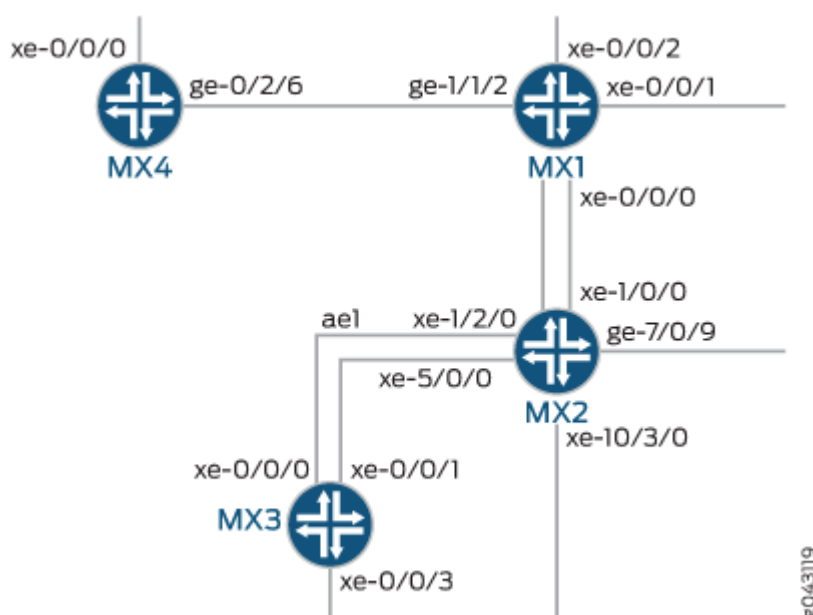 xe-0/0/0
xe-0/0/2
ge-0/2/6
ge-1/1/2
xe-0/0/1
MX4
MX1
xe-0/0/0
xe-1/0/0
ae1
xe-1/2/0
ge-7/0/9
xe-5/0/0
MX2
xe-10/3/0
xe-0/0/0
xe-0/0/1
MX3
xe-0/0/3
g043119